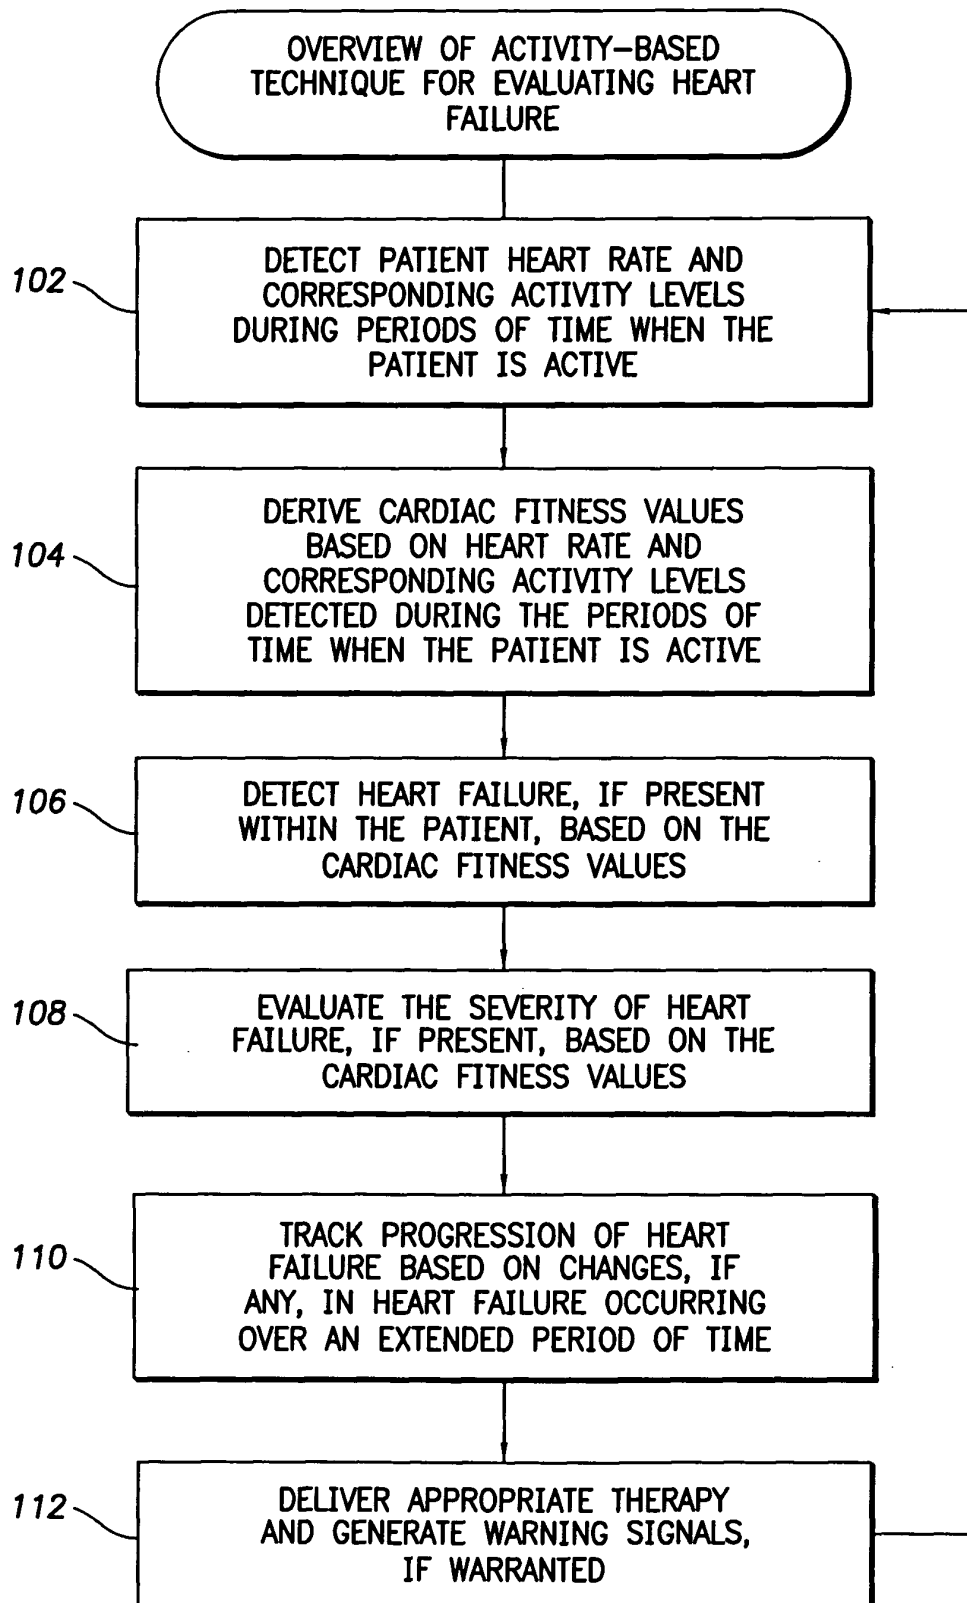 OVERVIEW OF ACTIVITY-BASED
TECHNIQUE FOR EVALUATING HEART
FAILURE
102
DETECT PATIENT HEART RATE AND
CORRESPONDING ACTIVITY LEVELS
DURING PERIODS OF TIME WHEN THE
PATIENT IS ACTIVE
104
DERIVE CARDIAC FITNESS VALUES
BASED ON HEART RATE AND
CORRESPONDING ACTIVITY LEVELS
DETECTED DURING THE PERIODS OF
TIME WHEN THE PATIENT IS ACTIVE
106
DETECT HEART FAILURE, IF PRESENT
WITHIN THE PATIENT, BASED ON THE
CARDIAC FITNESS VALUES
108
EVALUATE THE SEVERITY OF HEART
FAILURE, IF PRESENT, BASED ON THE
CARDIAC FITNESS VALUES
110
TRACK PROGRESSION OF HEART
FAILURE BASED ON CHANGES, IF
ANY, IN HEART FAILURE OCCURRING
OVER AN EXTENDED PERIOD OF TIME
112
DELIVER APPROPRIATE THERAPY
AND GENERATE WARNING SIGNALS,
IF WARRANTED